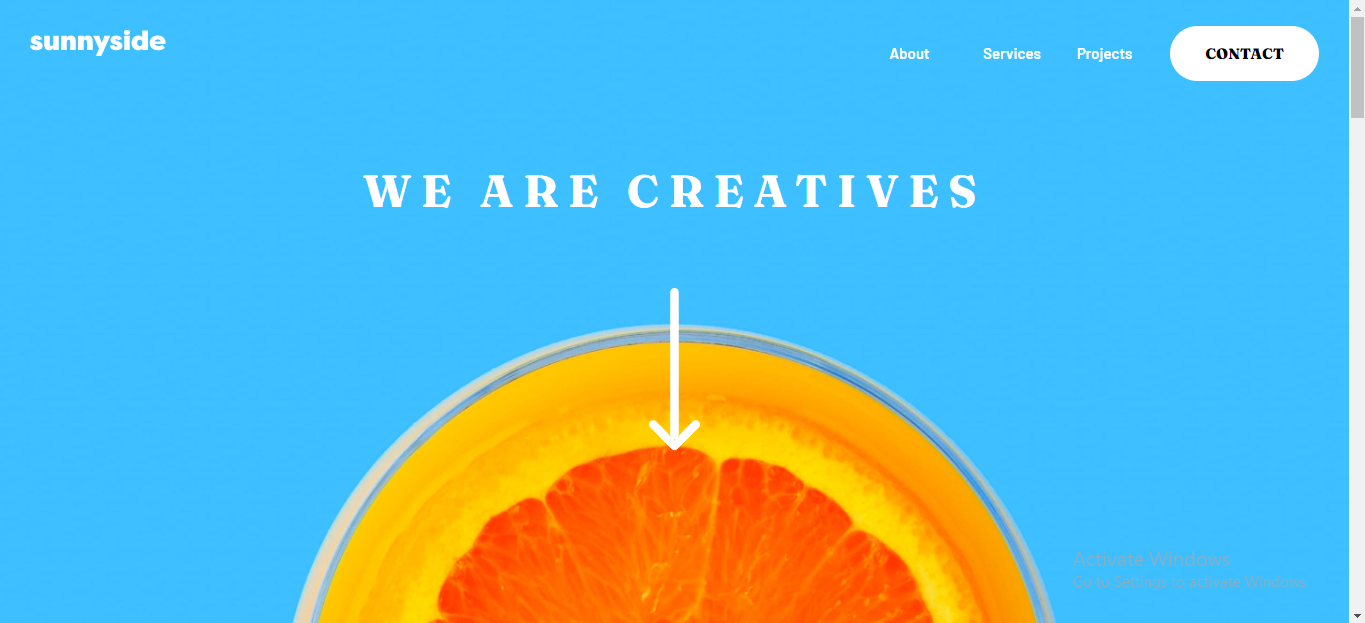 sunnyside
About Services Projects CONTACT
WE ARE CREATIVES
Activate Windows
Go to Settings to activate Windows.